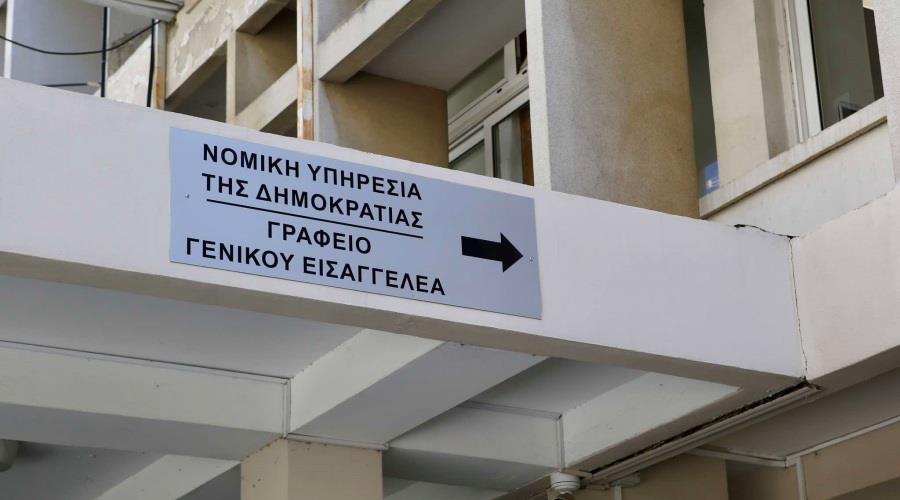 ΝΟΜΙΚΗ ΥΠΗΡΕΣΙΑ
ΤΗΣ ΔΗΜΟΚΡΑΤΙΑΣ
ΓΡΑΦΕΙΟ
ΓΕΝΙΚΟΥ ΕΙΣΑΓΓΕΛΕΑ